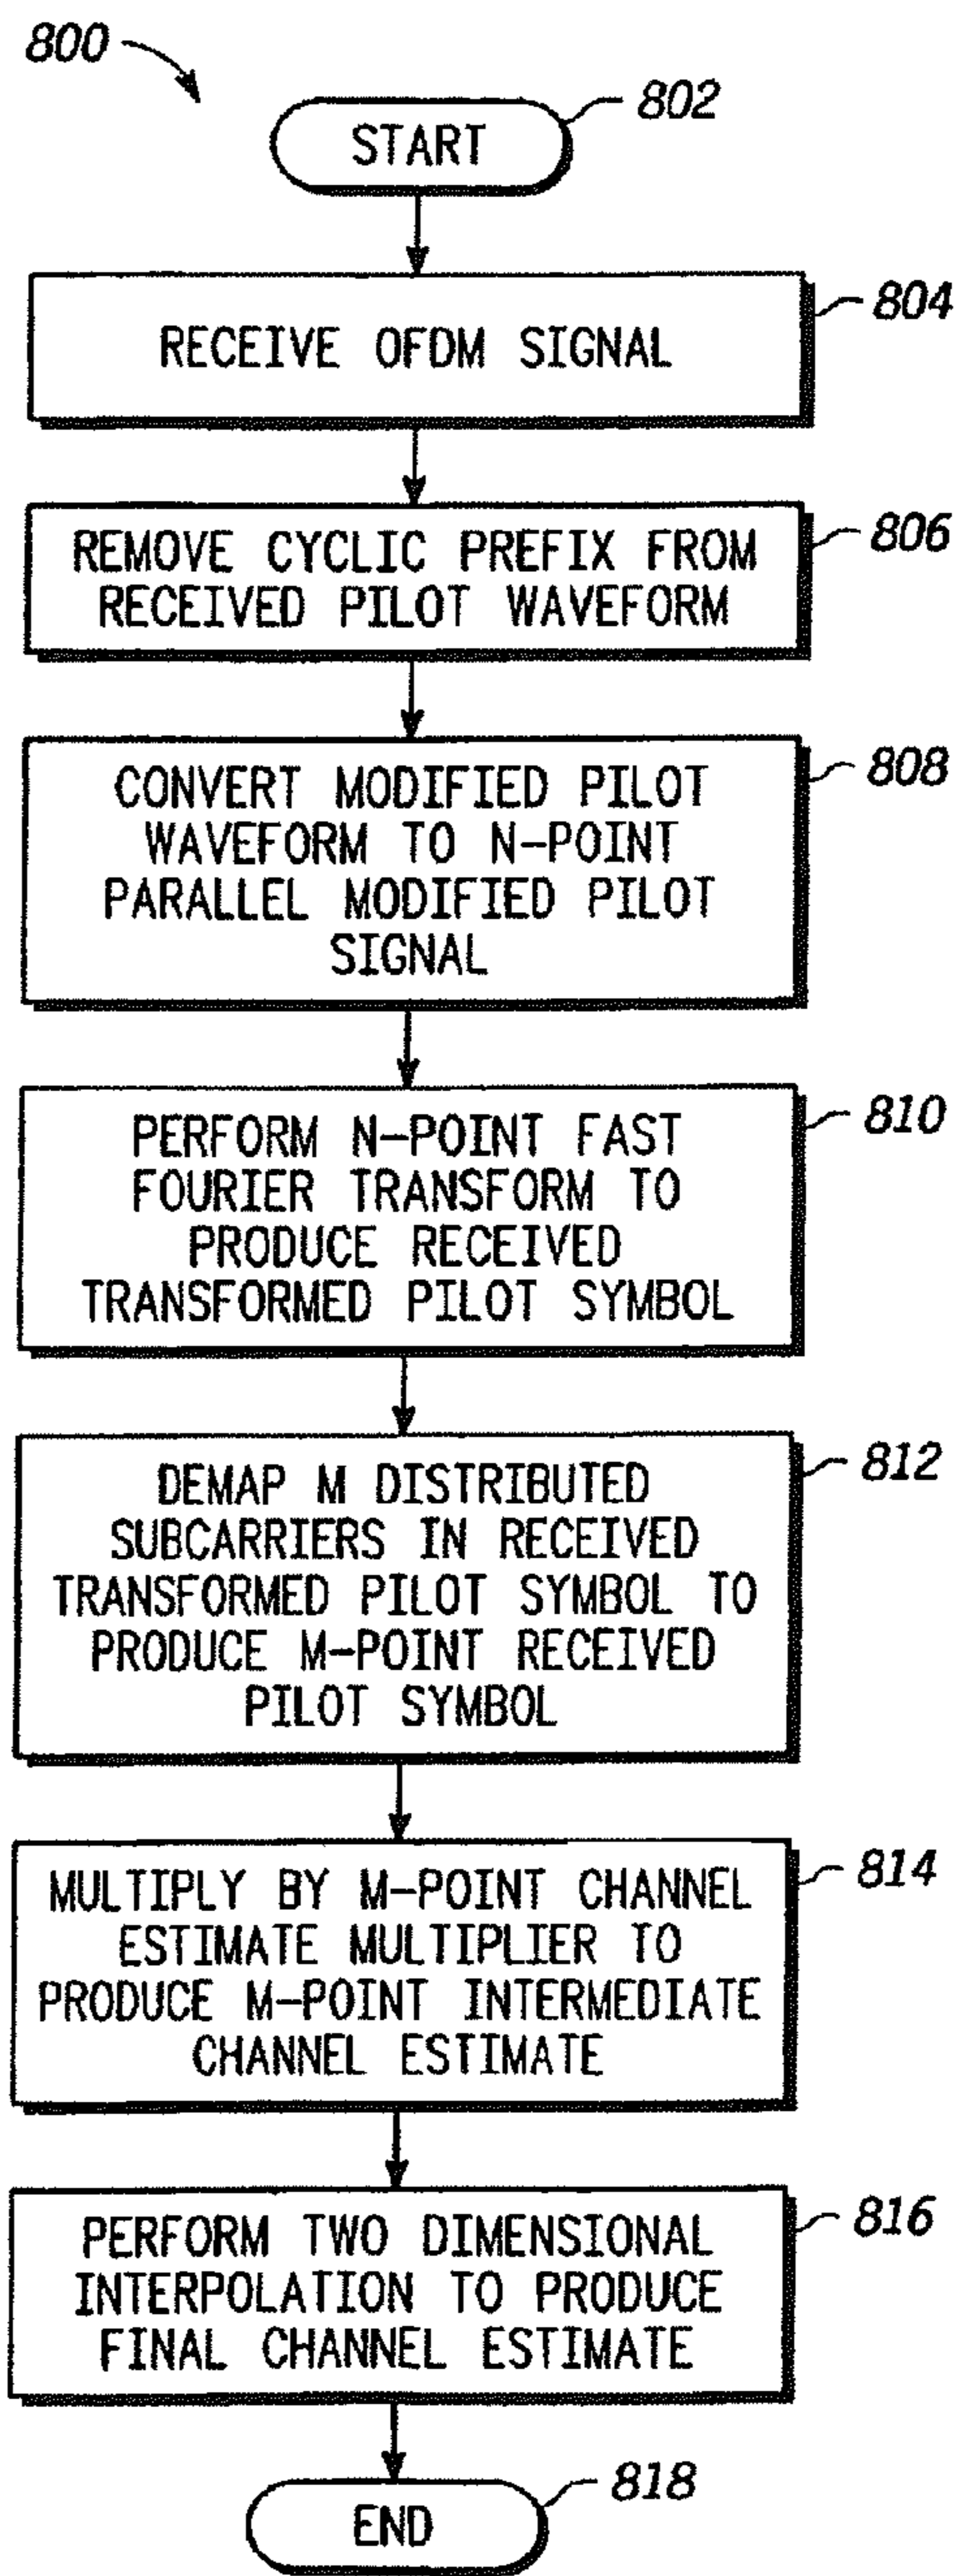 800
802
START
804
RECEIVE OFDM SIGNAL
806
REMOVE CYCLIC PREFIX FROM
RECEIVED PILOT WAVEFORM
808
CONVERT MODIFIED PILOT
WAVEFORM TO N-POINT
PARALLEL MODIFIED PILOT
SIGNAL
810
PERFORM N-POINT FAST
FOURIER TRANSFORM TO
PRODUCE RECEIVED
TRANSFORMED PILOT SYMBOL
812
DEMAP M DISTRIBUTED
SUBCARRIERS IN RECEIVED
TRANSFORMED PILOT SYMBOL TO
PRODUCE M-POINT RECEIVED
PILOT SYMBOL
814
MULTIPLY BY M-POINT CHANNEL
ESTIMATE MULTIPLIER TO
PRODUCE M-POINT INTERMEDIATE
CHANNEL ESTIMATE
816
PERFORM TWO DIMENSIONAL
INTERPOLATION TO PRODUCE
FINAL CHANNEL ESTIMATE
818
END